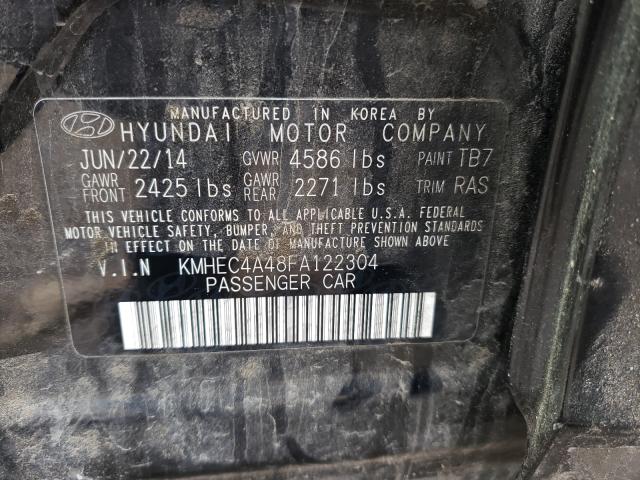 MANUFACTURED IN KOREA BY
HYUNDAI MOTOR COMPANY
JUN/22/14 GVWR 4586 lbs PAINT TB7
GAWR FRONT 2425 lbs GAWR REAR 2271 lbs TRIM RAS
THIS VEHICLE CONFORMS TO ALL APPLICABLE U.S.A. FEDERAL
MOTOR VEHICLE SAFETY, BUMPER, AND THEFT PREVENTION STANDARDS
IN EFFECT ON THE DATE OF MANUFACTURE SHOWN ABOVE
V.I.N KMHEC4A48FA122304
PASSENGER CAR